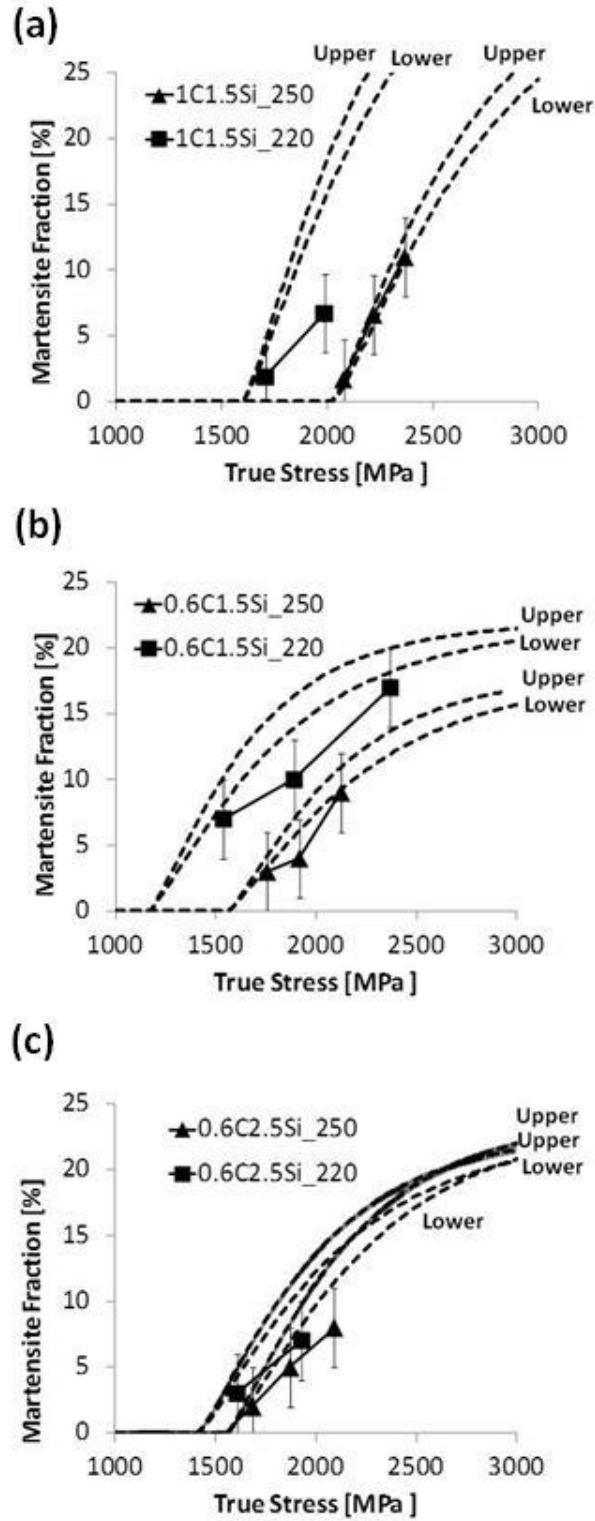 (a)
Upper Lower Upper
Lower
1C1.5Si_250
1C1.5Si_220
25
20
15
10
5
0
Martensite Fraction [%]
1000 1500 2000 2500 3000
True Stress [MPa ]
(b)
0.6C1.5Si_250
0.6C1.5Si_220
Upper
Lower
Upper
Lower
25
20
15
10
5
0
Martensite Fraction [%]
1000 1500 2000 2500 3000
True Stress [MPa ]
(c)
0.6C2.5Si_250
0.6C2.5Si_220
Upper
Upper
Lower
Lower
25
20
15
10
5
0
Martensite Fraction [%]
1000 1500 2000 2500 3000
True Stress [MPa ]